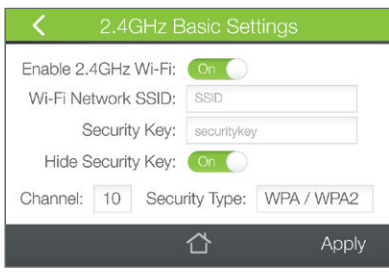 2.4GHz Basic Settings
Enable 2.4GHz Wi-Fi: On
Wi-Fi Network SSID: SSID
Security Key: securitykey
Hide Security Key: On
Channel: 10 Security Type: WPA / WPA2
Apply